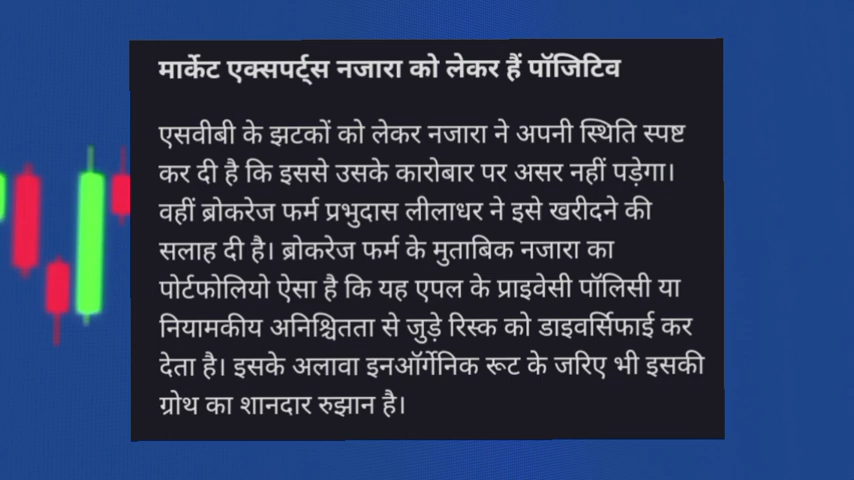 मार्केट एक्सपर्ट्स नजारा को लेकर हैं पॉजिटिव
एसवीबी के झटकों को लेकर नजारा ने अपनी स्थिति स्पष्ट
कर दी है कि इससे उसके कारोबार पर असर नहीं पड़ेगा।
वहीं ब्रोकरेज फर्म प्रभुदास लीलाधर ने इसे खरीदने की
सलाह दी है। ब्रोकरेज फर्म के मुताबिक नजारा का
पोर्टफोलियो ऐसा है कि यह एपल के प्राइवेसी पॉलिसी या
नियामकीय अनिश्चितता से जुड़े रिस्क को डाइवर्सिफाई कर
देता है। इसके अलावा इनऑर्गेनिक रूट के जरिए भी इसकी
ग्रोथ का शानदार रुझान है।